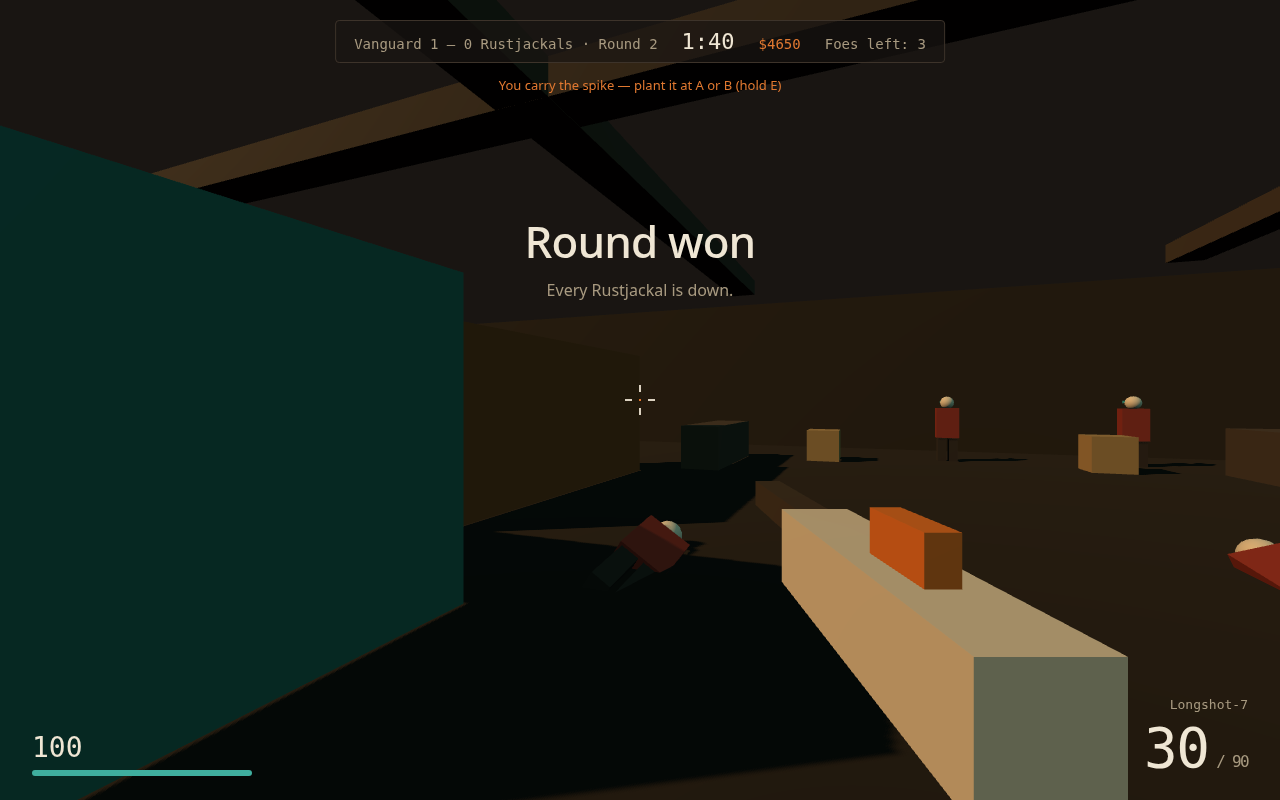 Vanguard 1 — 0 Rustjackals · Round 2 1:40 $4650 Foes left: 3
You carry the spike — plant it at A or B (hold E)
Round won
Every Rustjackal is down.
Longshot-7
100
30 / 90